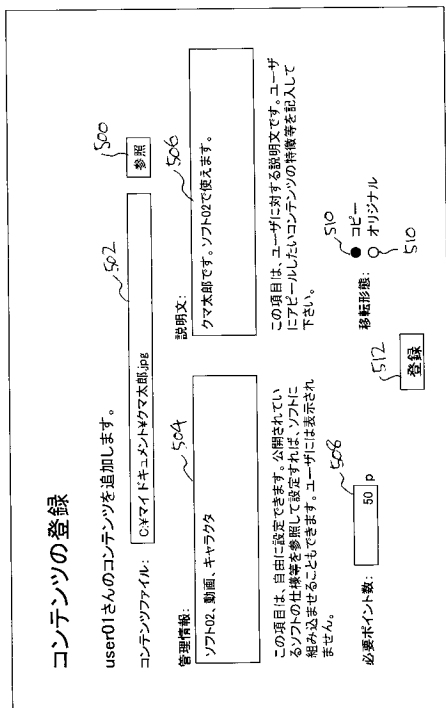 コンテンツの登録
user01さんのコンテンツを追加します。
コンテンツファイル:
C:¥マイドキュメント¥クマ太郎.jpg
502
参照
500
管理情報:
504
ソフト02、動画、キャラクタ
この項目は、自由に設定できます。公開されてい
るソフトの仕様等を参照して設定すれば、ソフトに
組み込ませることもできます。ユーザには表示され
ません。
説明文:
506
クマ太郎です。ソフト02で使えます。
この項目は、ユーザに対する説明文です。ユーザ
にアピールしたいコンテンツの特徴等を記入して
下さい。
必要ポイント数:
50
p
508
移転形態:
コピー
510
オリジナル
510
登録
512